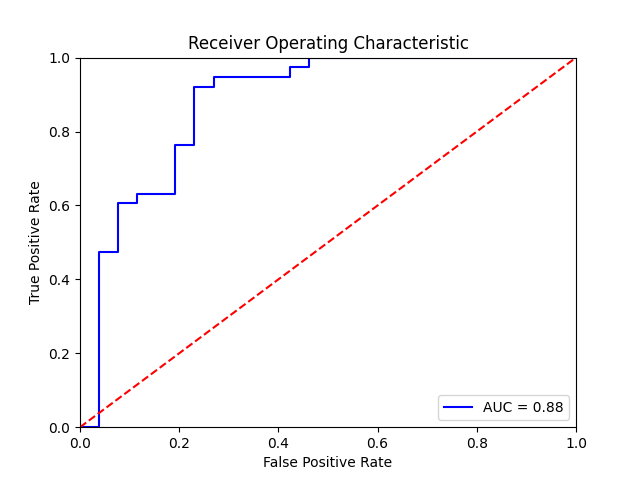 Receiver Operating Characteristic
True Positive Rate
1.0
0.8
0.6
0.4
0.2
0.0
AUC = 0.88
0.0 0.2 0.4 0.6 0.8 1.0
False Positive Rate